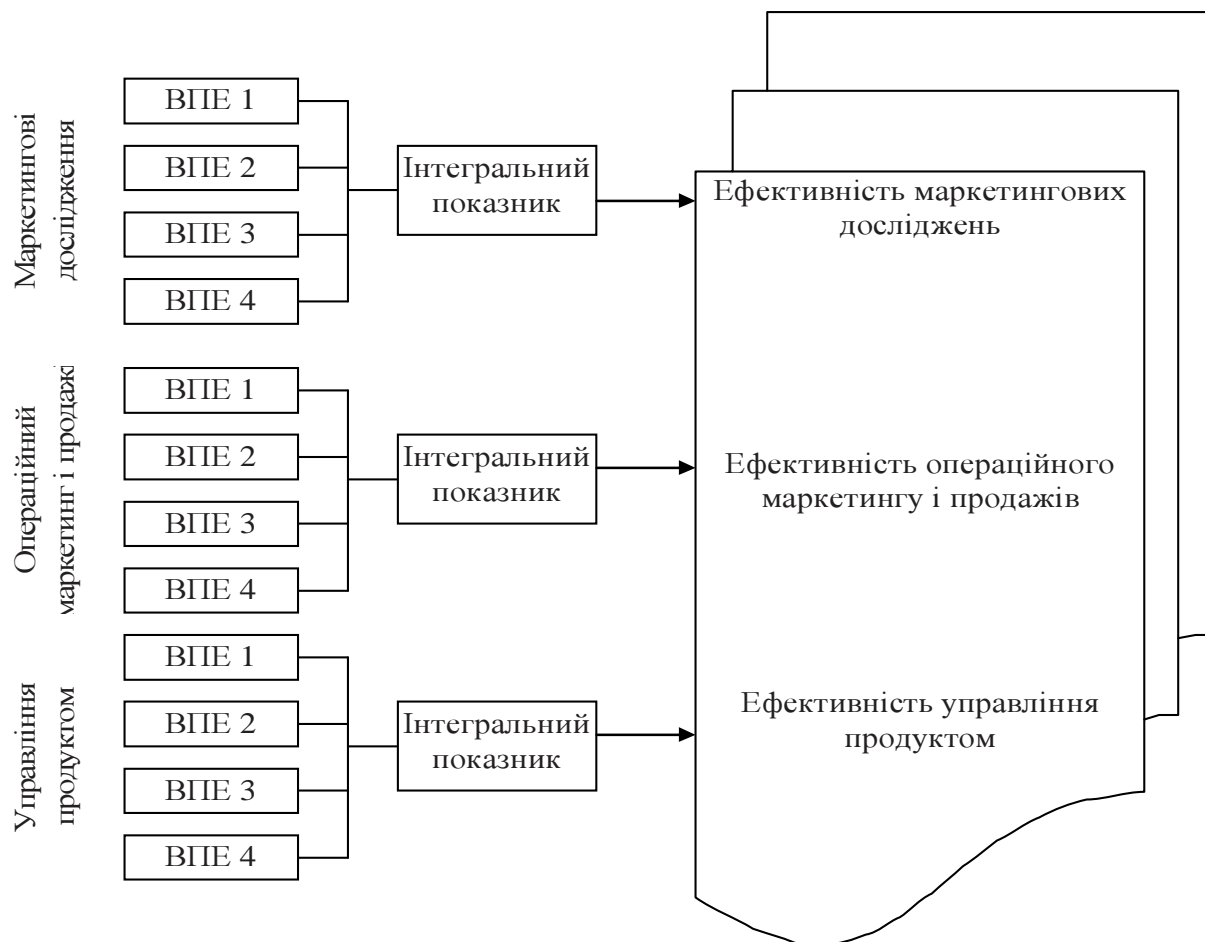 Маркетингові
дослідження
ВПЕ 1
ВПЕ 2
ВПЕ 3
ВПЕ 4
Інтегральний
показник
Ефективність маркетингових
досліджень
Операційний
маркетинг і продаж
ВПЕ 1
ВПЕ 2
ВПЕ 3
ВПЕ 4
Інтегральний
показник
Ефективність операційного
маркетингу і продажів
Управління
продуктом
ВПЕ 1
ВПЕ 2
ВПЕ 3
ВПЕ 4
Інтегральний
показник
Ефективність управління
продуктом